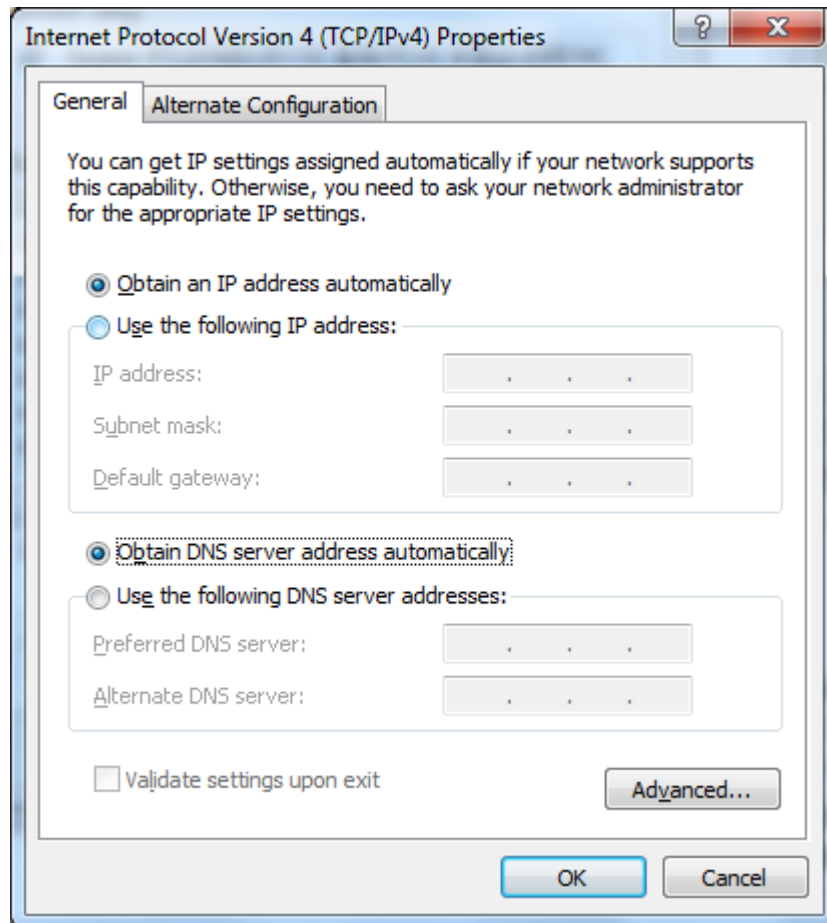 Internet Protocol Version 4 (TCP/IPv4) Properties
General
Alternate Configuration
You can get IP settings assigned automatically if your network supports
this capability. Otherwise, you need to ask your network administrator
for the appropriate IP settings.
Obtain an IP address automatically
Use the following IP address:
IP address:
Subnet mask:
Default gateway:
Obtain DNS server address automatically
Use the following DNS server addresses:
Preferred DNS server:
Alternate DNS server:
Validate settings upon exit
Advanced...
OK
Cancel